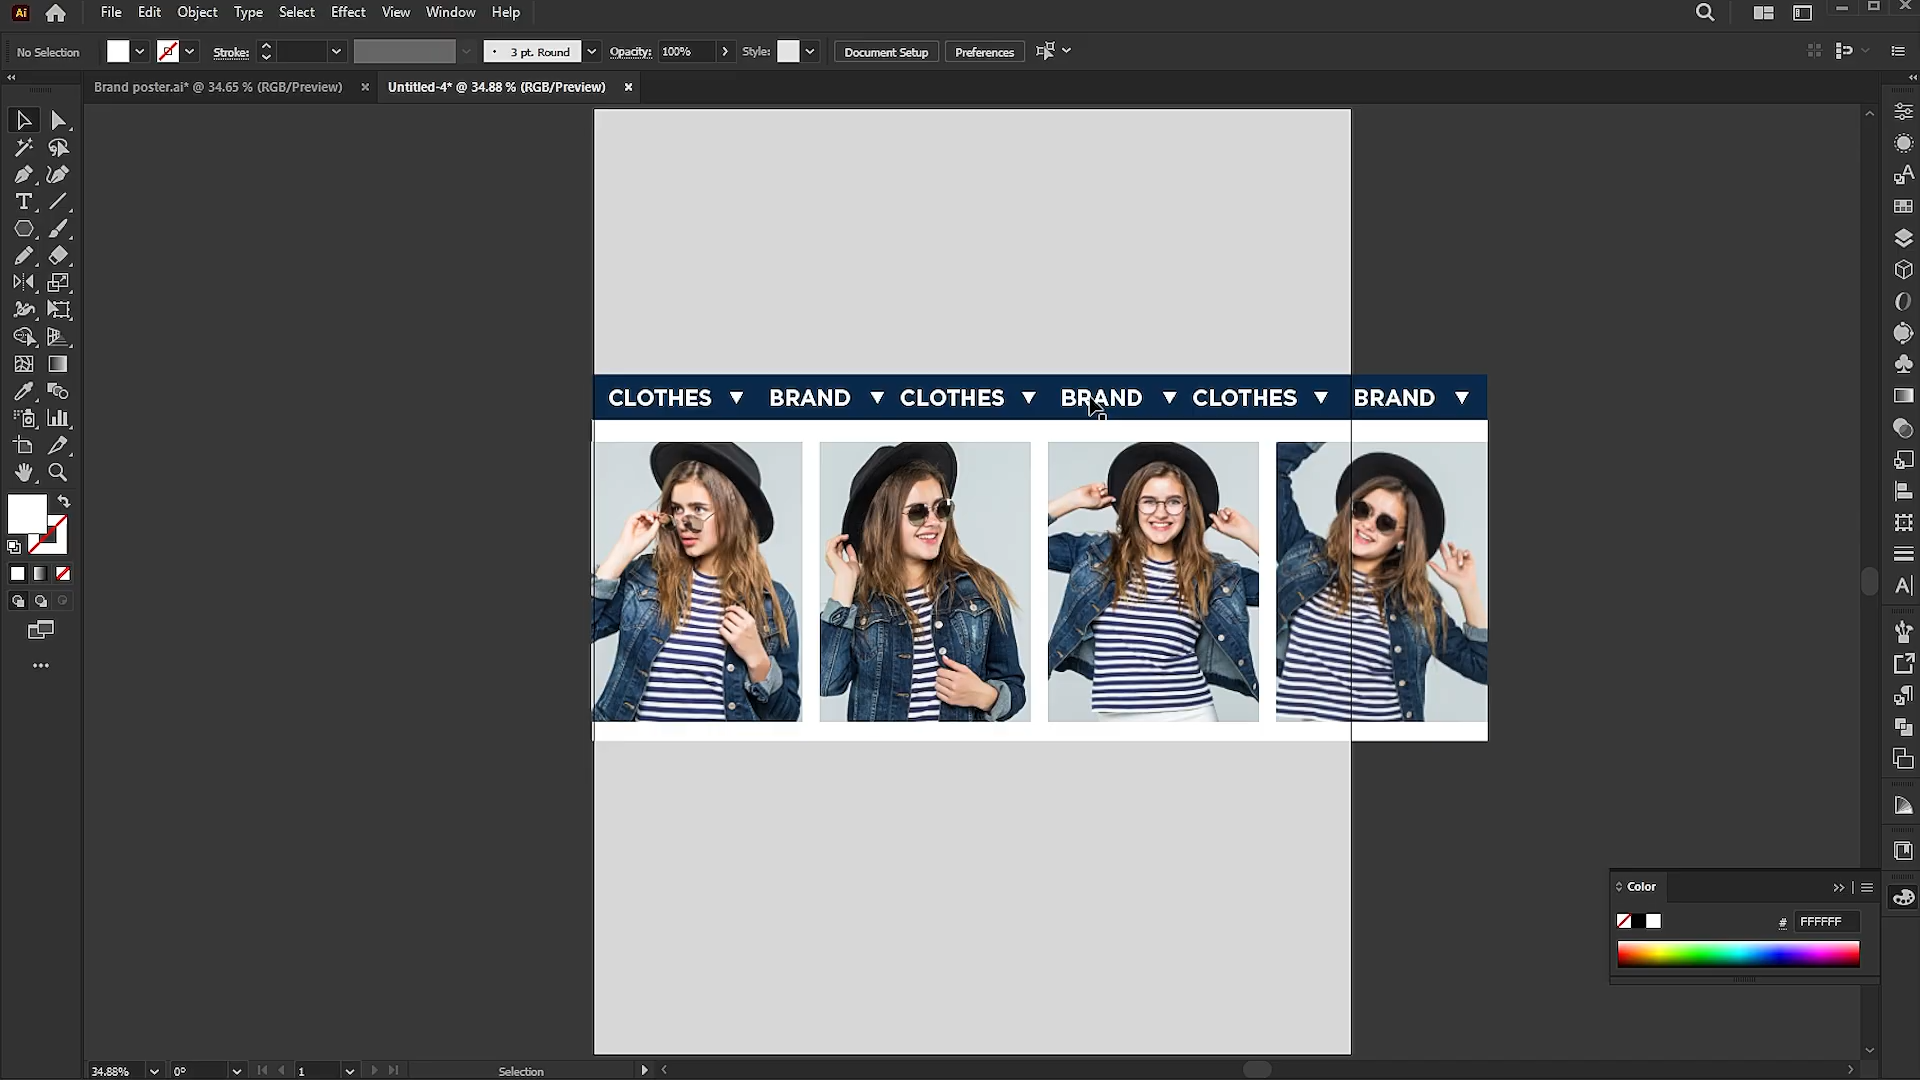 Ai File Edit Object Type Select Effect View Window Help
No Selection Stroke: 3 pt. Round Opacity: 100% Style: Document Setup Preferences
Brand poster.ai* @ 34.65 % (RGB/Preview) × Untitled-4* @ 34.88 % (RGB/Preview) ×
CLOTHES ▼ BRAND ▼ CLOTHES ▼ BRAND ▼ CLOTHES ▼ BRAND ▼
Color
# FFFFFF
34.88% 0° 1 Selection